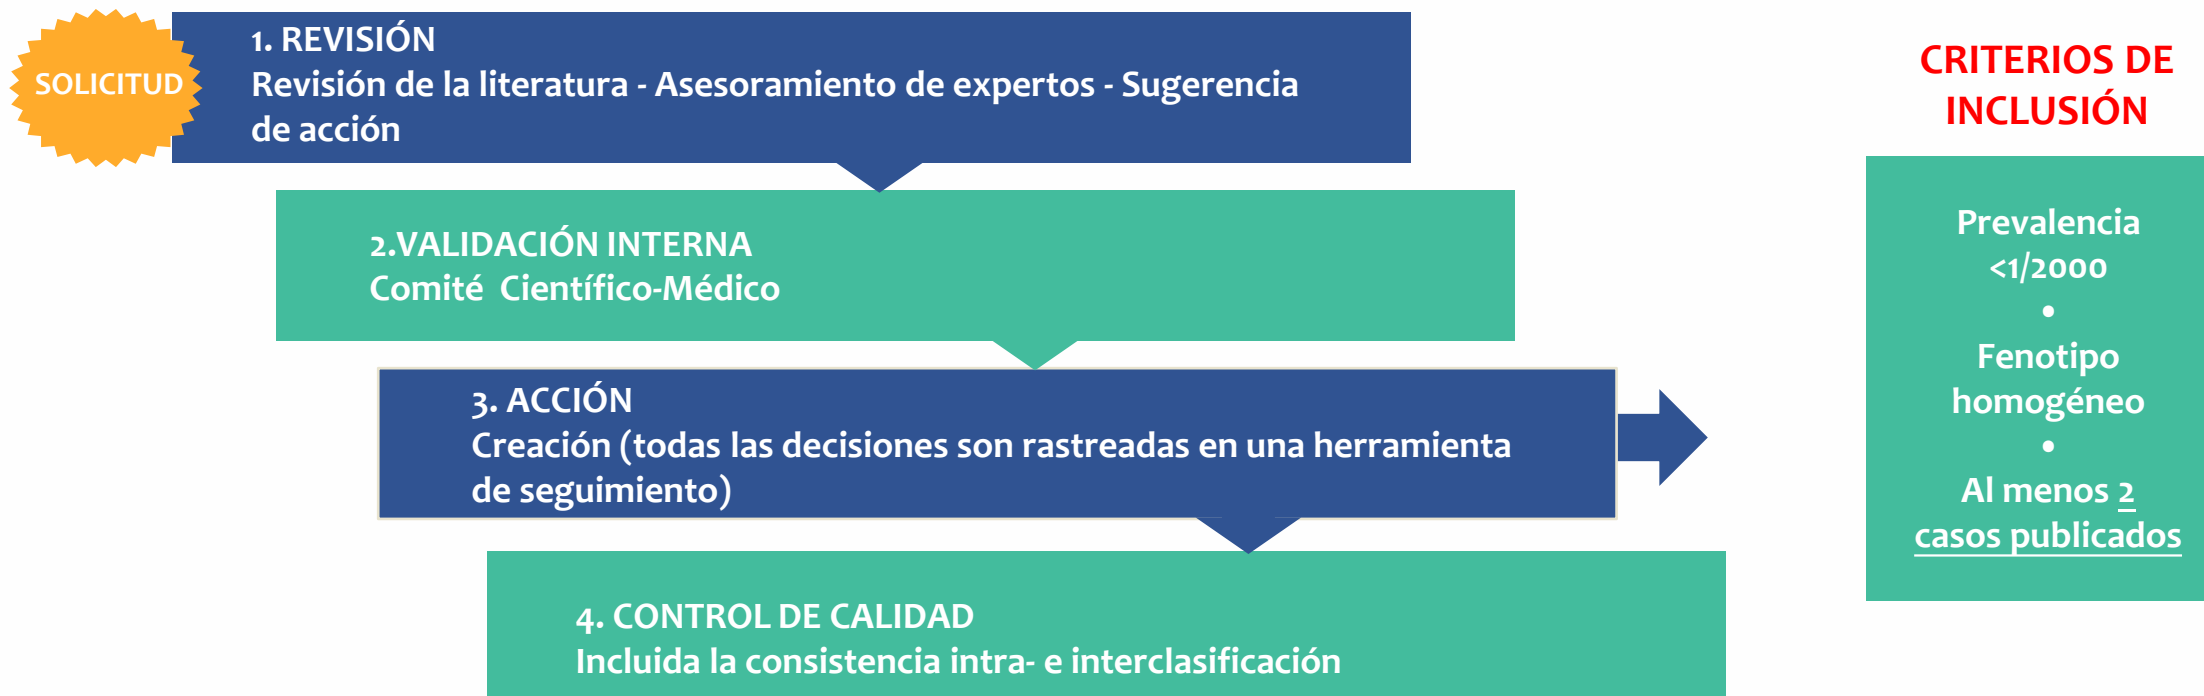 SOLICITUD
1. REVISIÓN
Revisión de la literatura - Asesoramiento de expertos - Sugerencia
de acción
2.VALIDACIÓN INTERNA
Comité  Científico-Médico
3. ACCIÓN
Creación (todas las decisiones son rastreadas en una herramienta
de seguimiento)
4. CONTROL DE CALIDAD
Incluida la consistencia intra- e interclasificación
CRITERIOS DE
INCLUSIÓN
Prevalencia
<1/2000
•
Fenotipo
homogéneo
•
Al menos 2
casos publicados